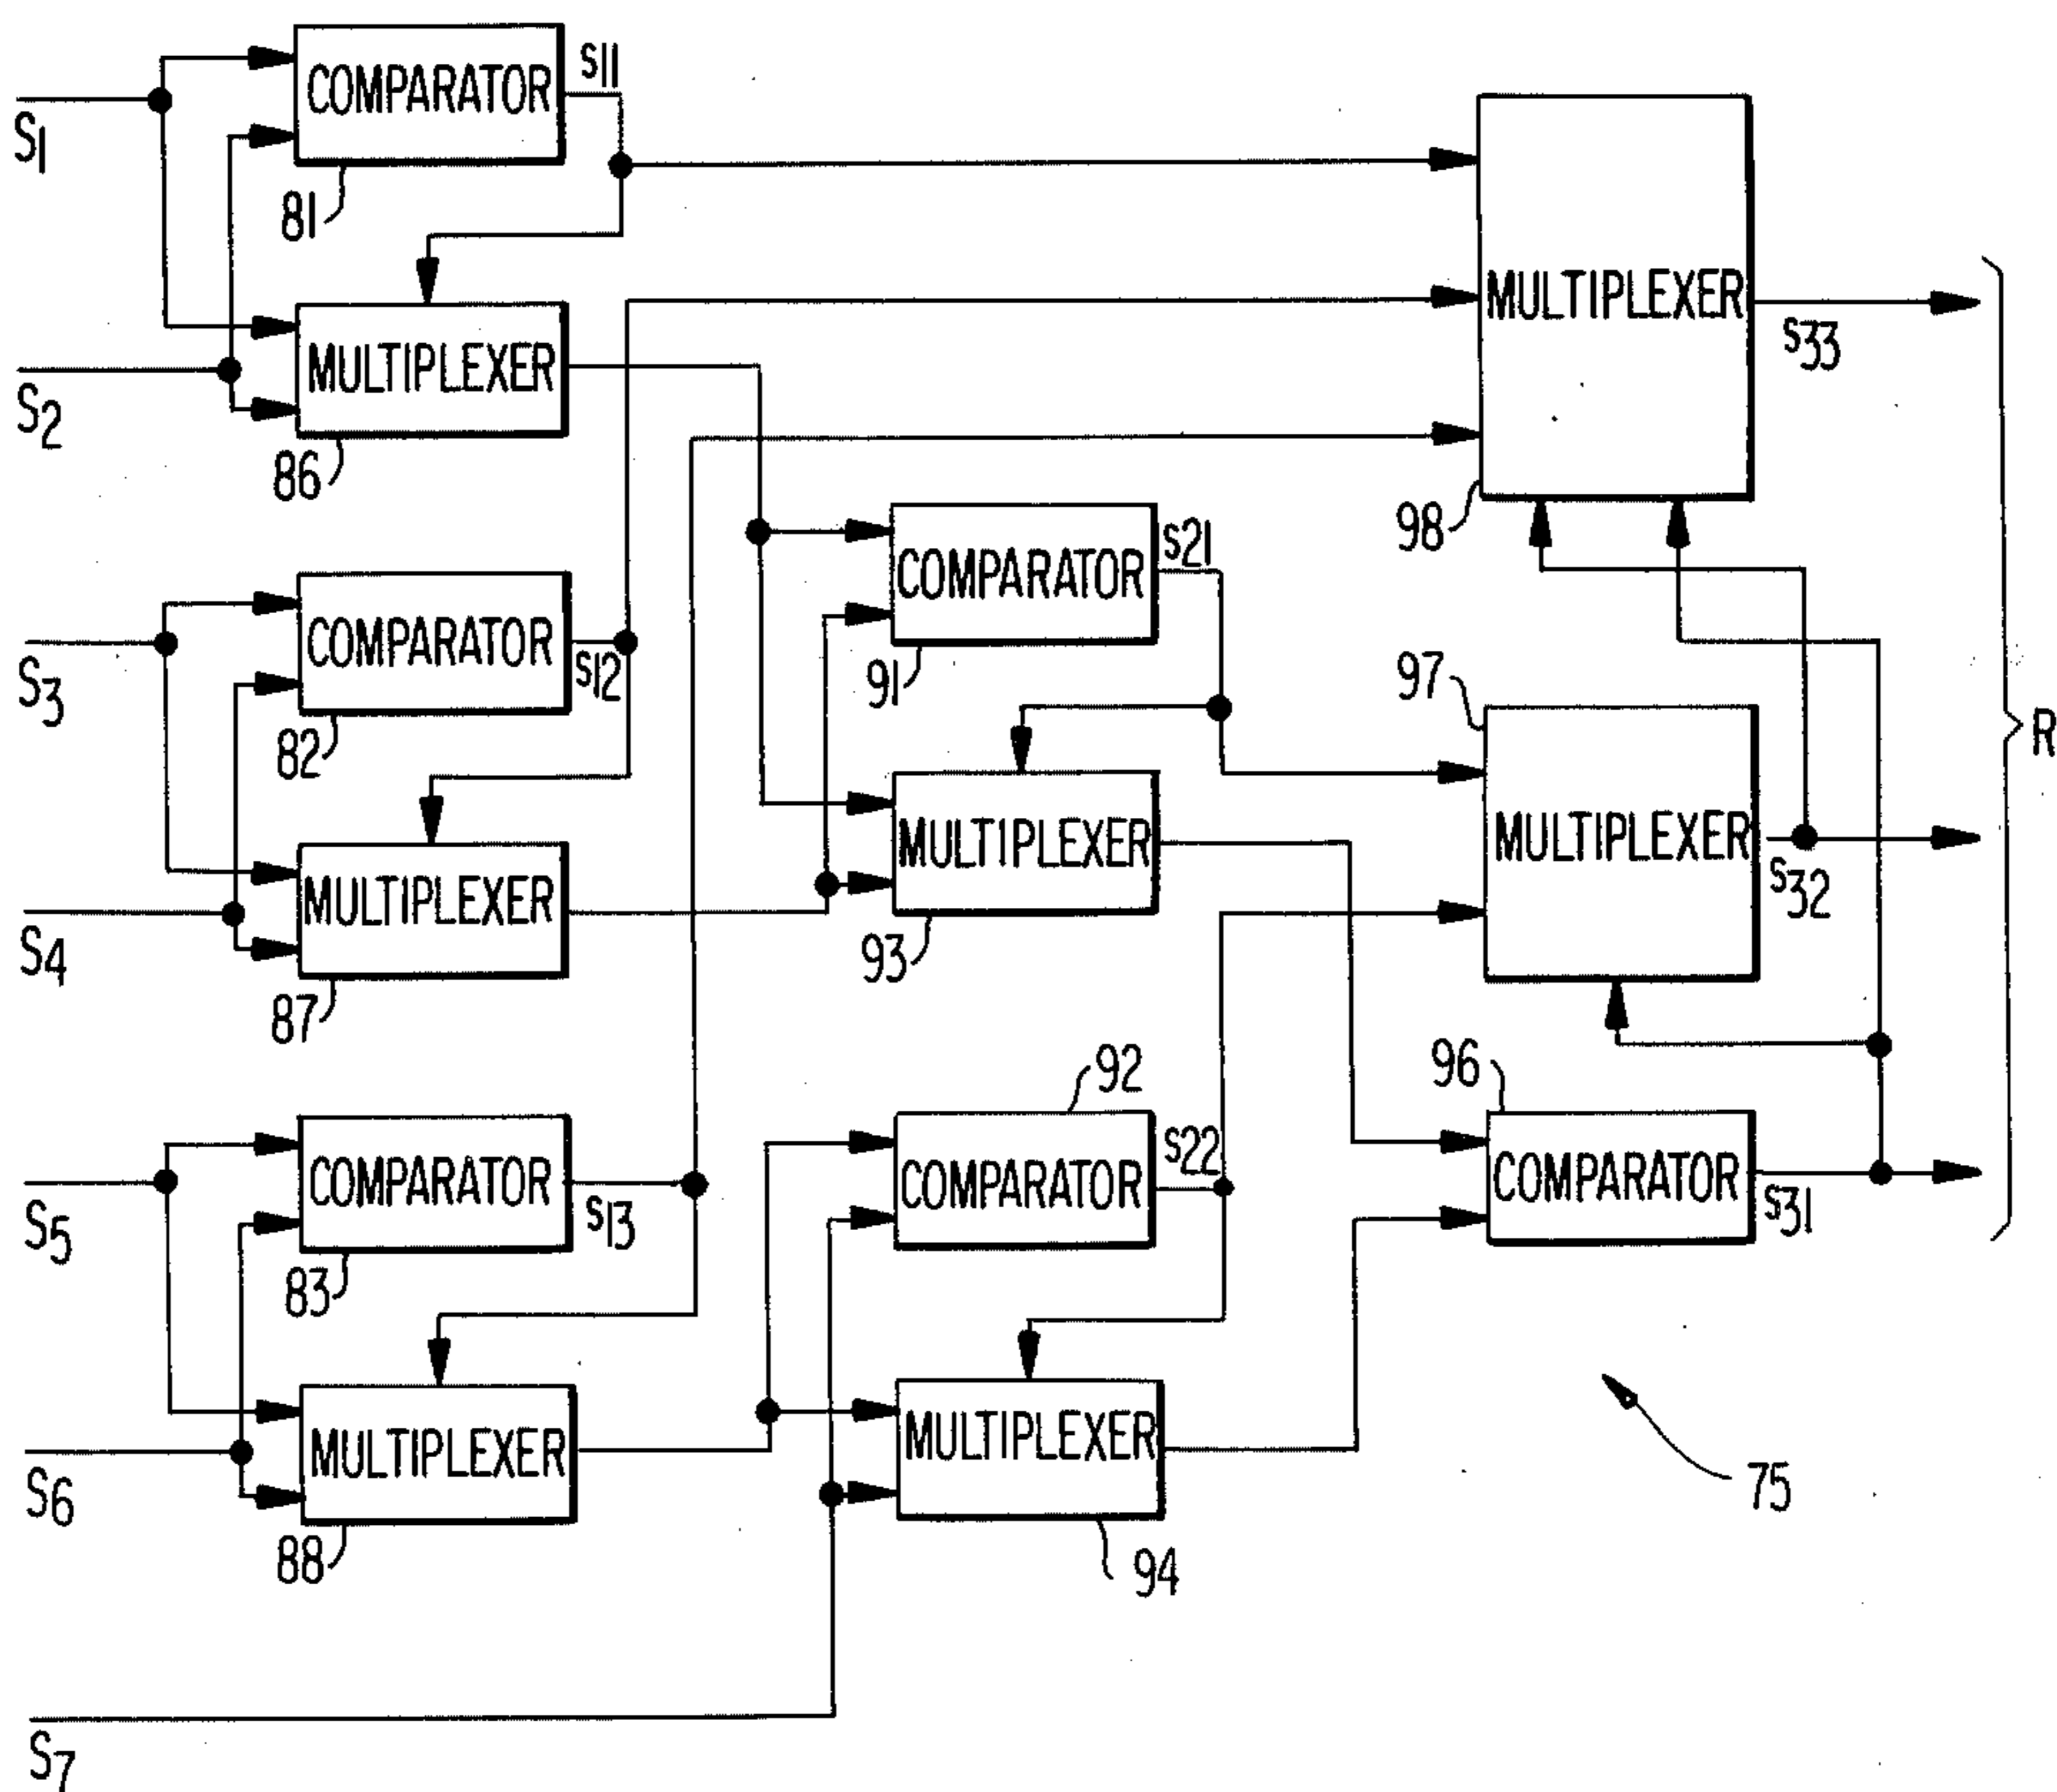 COMPARATOR
S11
S1
81
MULTIPLEXER
S2
86
MULTIPLEXER
S33
98
COMPARATOR
S12
S3
82
COMPARATOR
S21
91
MULTIPLEXER
S4
87
MULTIPLEXER
93
97
MULTIPLEXER
S32
R
COMPARATOR
S13
S5
83
92
COMPARATOR
S22
96
COMPARATOR
S31
MULTIPLEXER
S6
88
MULTIPLEXER
94
75
S7